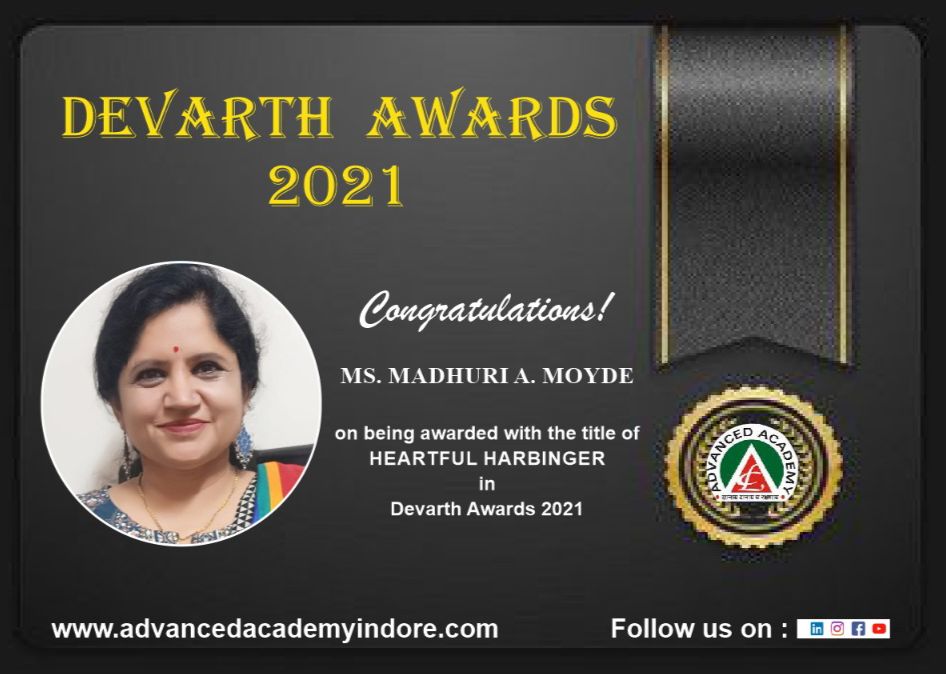 DEVARTH AWARDS
2021
Congratulations!
MS. MADHURI A. MOYDE
on being awarded with the title of
HEARTFUL HARBINGER
in
Devarth Awards 2021
ADVANCED ACADEMY
www.advancedacademyindore.com
Follow us on :